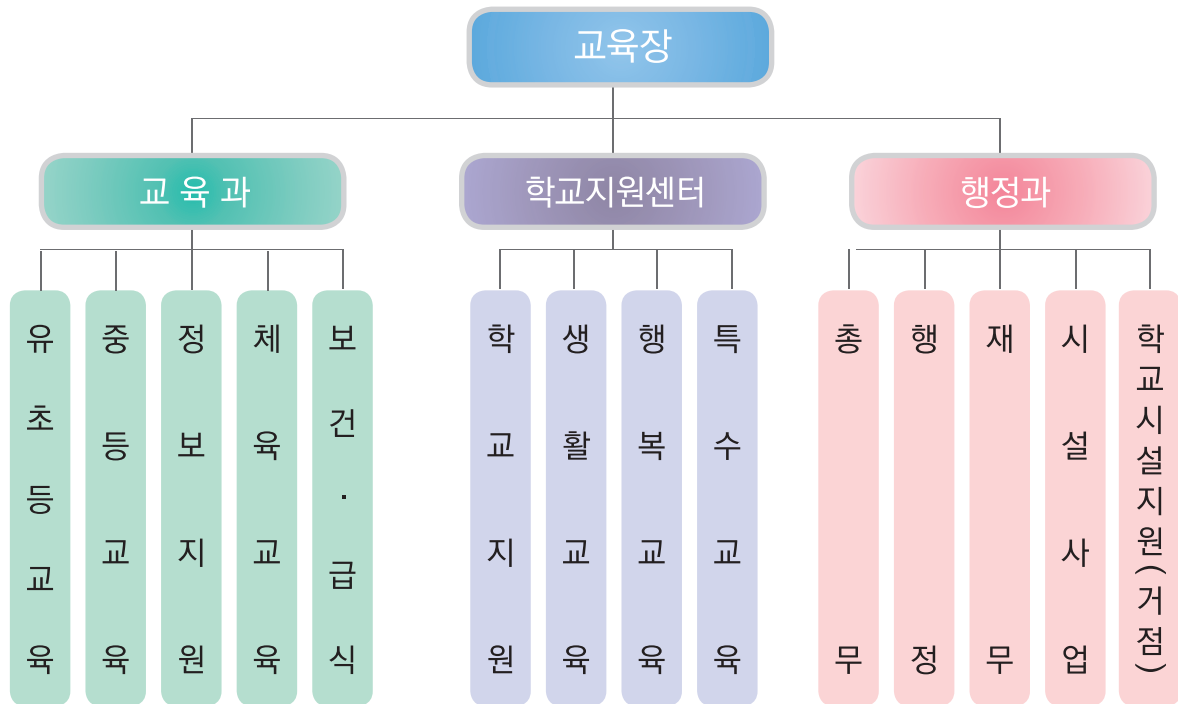 교육장
교 육 과
학교지원센터
행정과
유초등교육
중등교육
정보지원
체육교육
보건·급식
학교지원
생활교육
행복교육
특수교육
총무
행정
재무
시설사업
학교시설지원(거점)